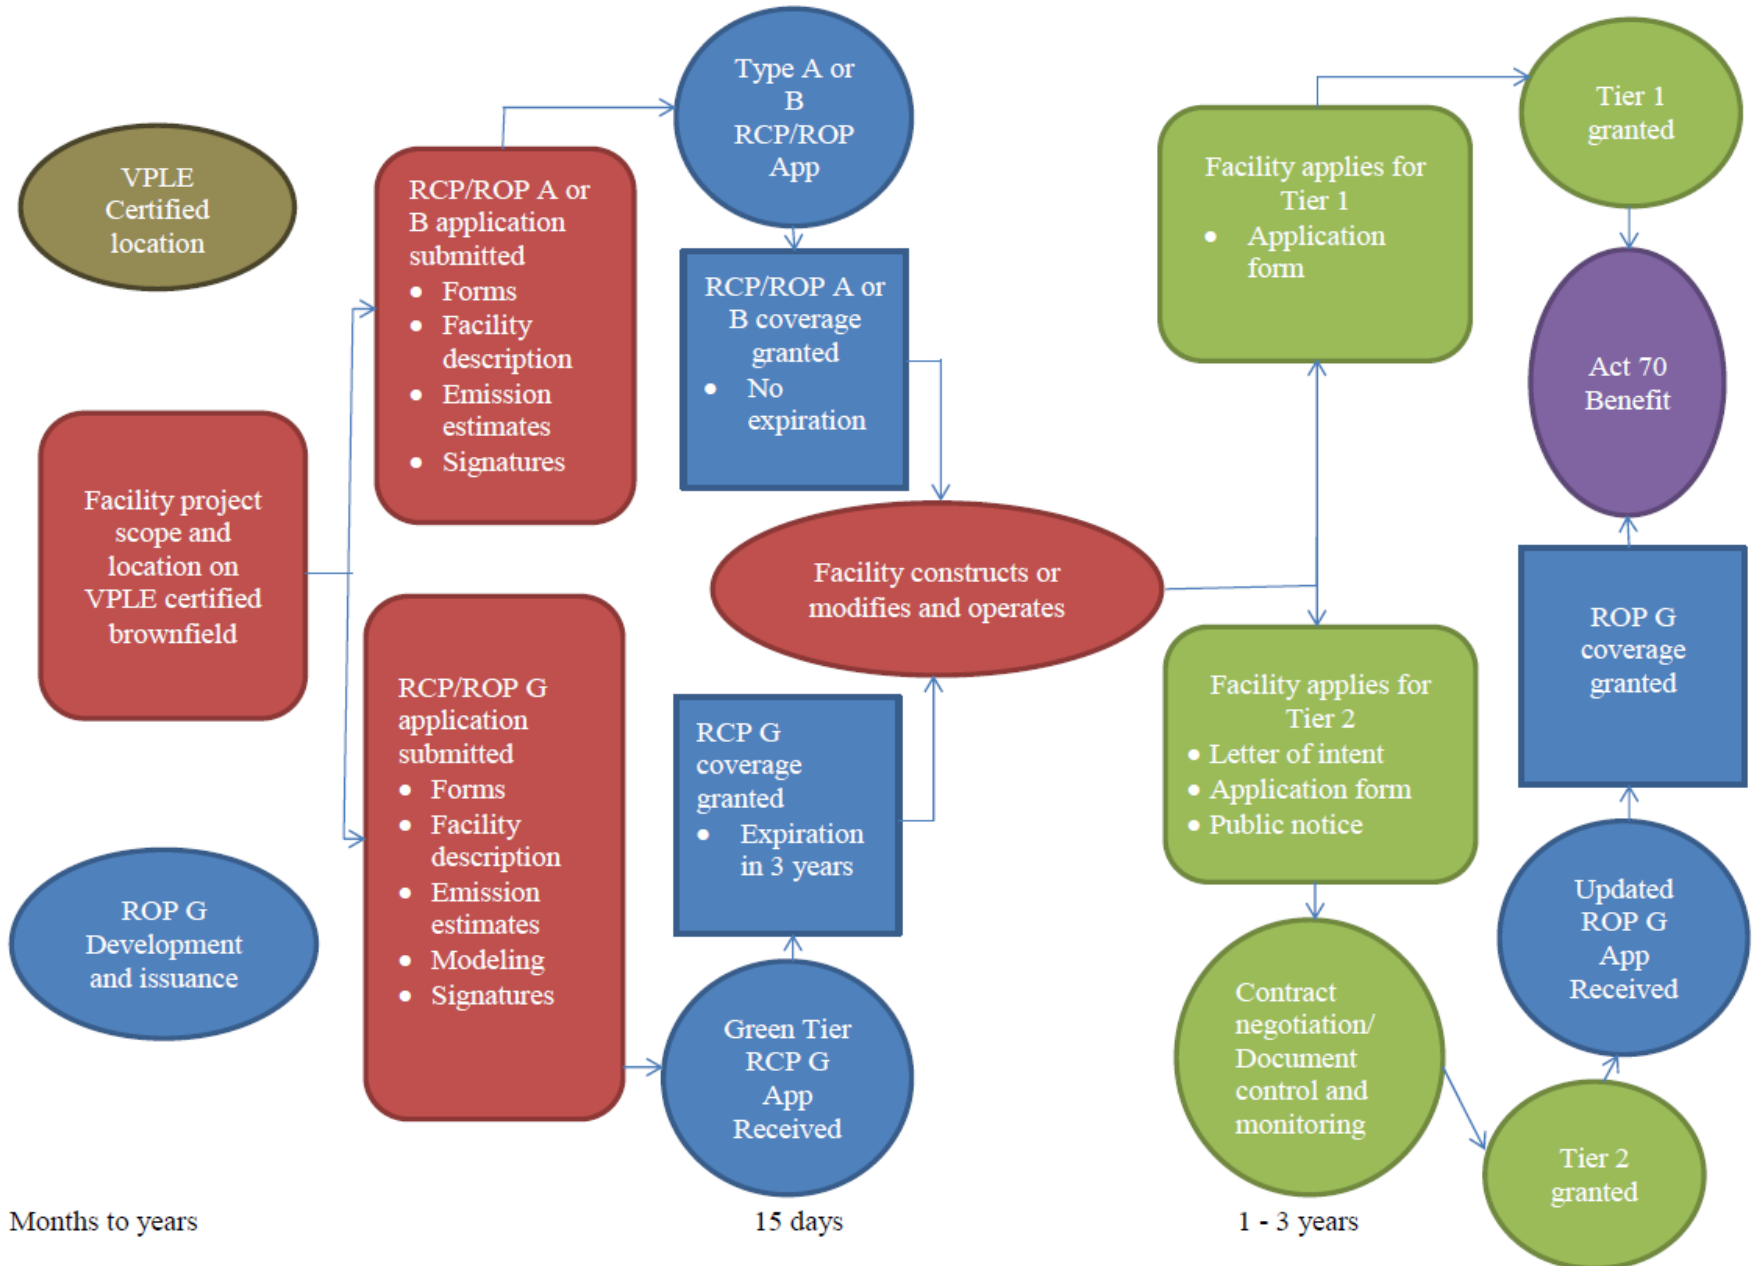 VPLE
Certified
location
Facility project
scope and
location on
VPLE certified
brownfield
ROP G
Development
and issuance
RCP/ROP A or
B application
submitted
• Forms
• Facility
description
• Emission
estimates
• Signatures
RCP/ROP G
application
submitted
• Forms
• Facility
description
• Emission
estimates
• Modeling
• Signatures
Type A or
B
RCP/ROP
App
RCP/ROP A or
B coverage
granted
• No
expiration
Facility constructs or
modifies and operates
RCP G
coverage
granted
• Expiration
in 3 years
Green Tier
RCP G
App
Received
Facility applies for
Tier 1
• Application
form
Facility applies for
Tier 2
• Letter of intent
• Application form
• Public notice
Contract
negotiation/
Document
control and
monitoring
Tier 1
granted
Act 70
Benefit
ROP G
coverage
granted
Updated
ROP G
App
Received
Tier 2
granted
Months to years
15 days
1 - 3 years